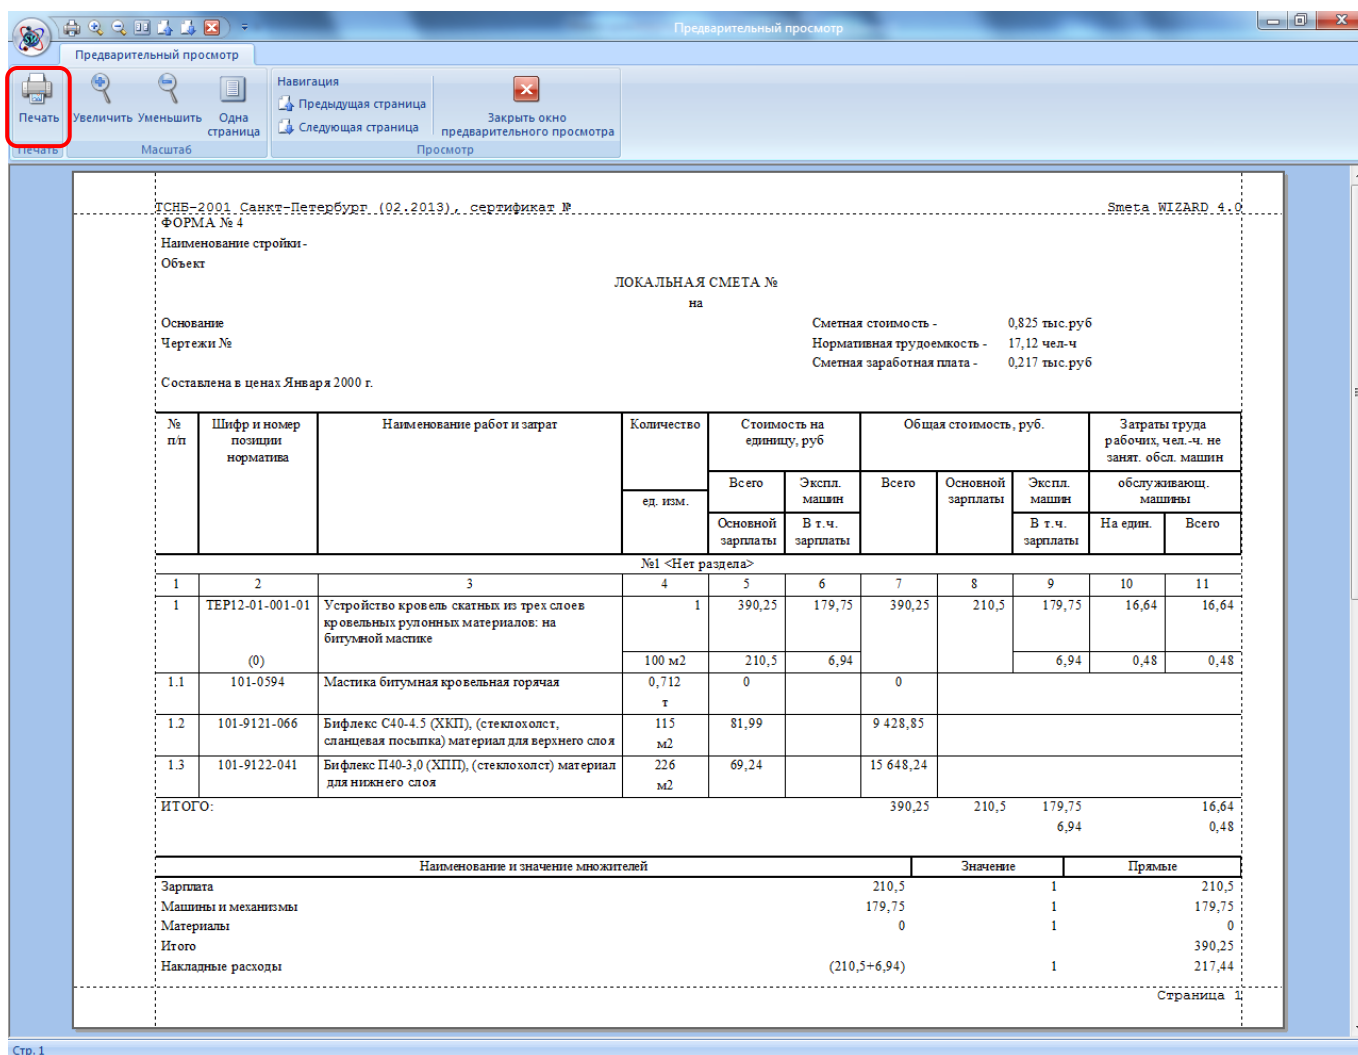 Предварительный просмотр
Предварительный просмотр
Печать
Увеличить Уменьшить
Одна страница
Навигация
Предыдущая страница
Следующая страница
Закрыть окно
предварительного просмотра
Печать
Масштаб
Просмотр
ТСНБ-2001 Санкт-Петербург (02.2013), сертификат № Smeta WIZARD 4.0
ФОРМА № 4
Наименование стройки -
Объект
ЛОКАЛЬНАЯ СМЕТА №
на
Основание Сметная стоимость - 0,825 тыс.руб
Чертежи № Нормативная трудоемкость - 17,12 чел-ч
Сметная заработная плата - 0,217 тыс.руб
Составлена в ценах Января 2000 г.
№ п/п
Шифр и номер позиции норматива
Наименование работ и затрат
Количество
ед. изм.
Стоимость на единицу, руб
Общая стоимость, руб.
Затраты труда рабочих, чел.-ч. не занят. обсл. машин
Всего
Экспл. машин
Всего
Основной зарплаты
Экспл. машин
обслуживающ. машины
Основной зарплаты
В т.ч. зарплаты
В т.ч. зарплаты
На един.
Всего
№1 <Нет раздела>
1 2 3 4 5 6 7 8 9 10 11
1 ТЕР12-01-001-01 Устройство кровель скатных из трех слоев 1 390,25 179,75 390,25 210,5 179,75 16,64 16,64
кровельных рулонных материалов: на
битумной мастике
(0) 100 м2 210,5 6,94 6,94 0,48 0,48
1.1 101-0594 Мастика битумная кровельная горячая 0,712 0 0
т
1.2 101-9121-066 Бифлекс С40-4.5 (ХКП), (стеклохолст, 115 81,99 9 428,85
сланцевая посыпка) материал для верхнего слоя м2
1.3 101-9122-041 Бифлекс П40-3,0 (ХПП), (стеклохолст) материал 226 69,24 15 648,24
для нижнего слоя м2
ИТОГО: 390,25 210,5 179,75 16,64
6,94 0,48
Наименование и значение множителей Значение Прямые
Зарплата 210,5 1 210,5
Машины и механизмы 179,75 1 179,75
Материалы 0 1 0
Итого 390,25
Накладные расходы (210,5+6,94) 1 217,44
Страница 1
Стр. 1